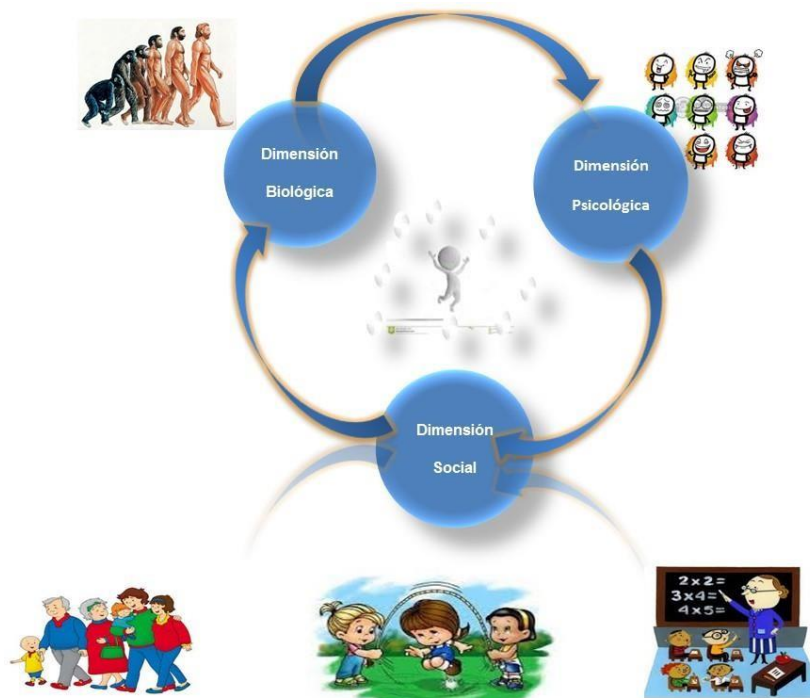 Dimensión
Biológica
Dimensión
Psicológica
Dimensión
Social
2x2=
3x4=
4x5=